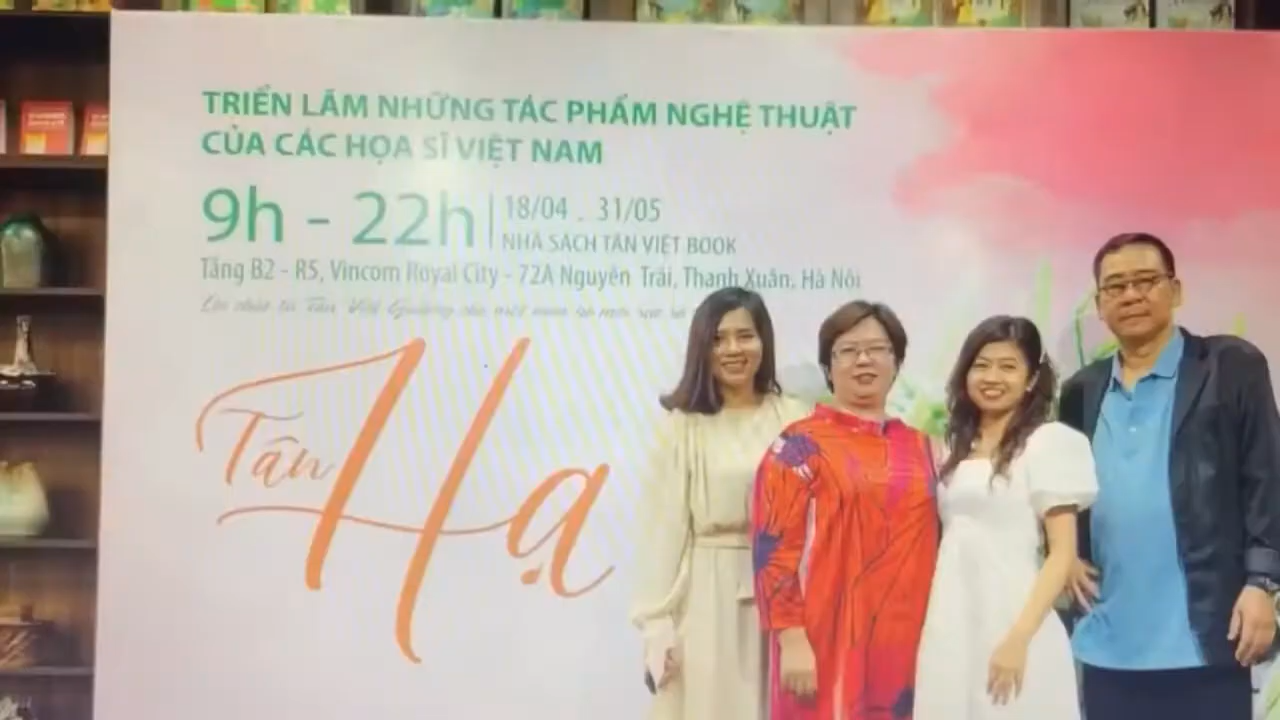 TRIỂN LÃM NHỮNG TÁC PHẨM NGHỆ THUẬT
CỦA CÁC HỌA SĨ VIỆT NAM
9h - 22h
18/04 . 31/05
NHÀ SÁCH TÂN VIỆT BOOK
Tầng B2 - R5, Vincom Royal City - 72A Nguyễn Trãi, Thanh Xuân, Hà Nội
Tân Hạ